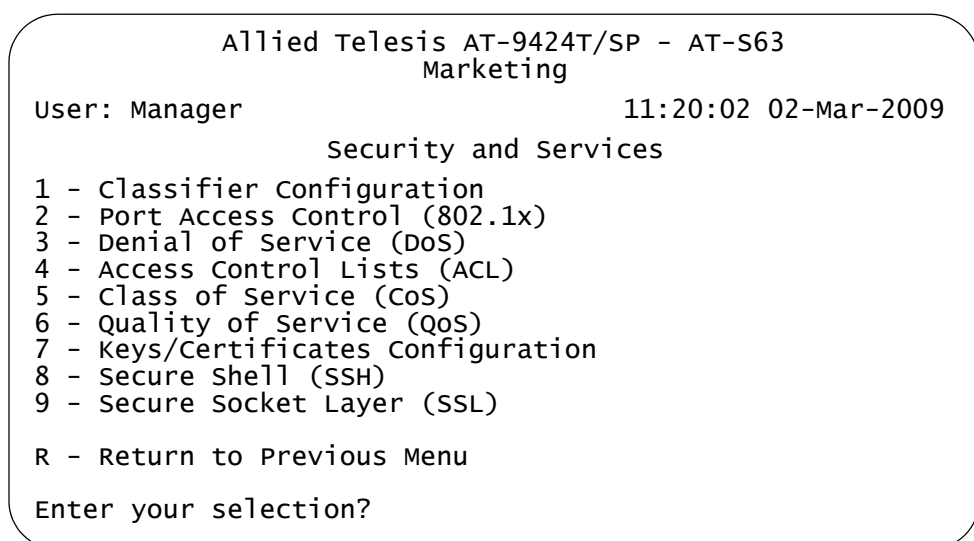 Allied Telesis AT-9424T/SP - AT-S63
Marketing
User: Manager 11:20:02 02-Mar-2009
Security and Services
1 - Classifier Configuration
2 - Port Access Control (802.1x)
3 - Denial of Service (DoS)
4 - Access Control Lists (ACL)
5 - Class of Service (CoS)
6 - Quality of Service (QoS)
7 - Keys/Certificates Configuration
8 - Secure Shell (SSH)
9 - Secure Socket Layer (SSL)
R - Return to Previous Menu
Enter your selection?